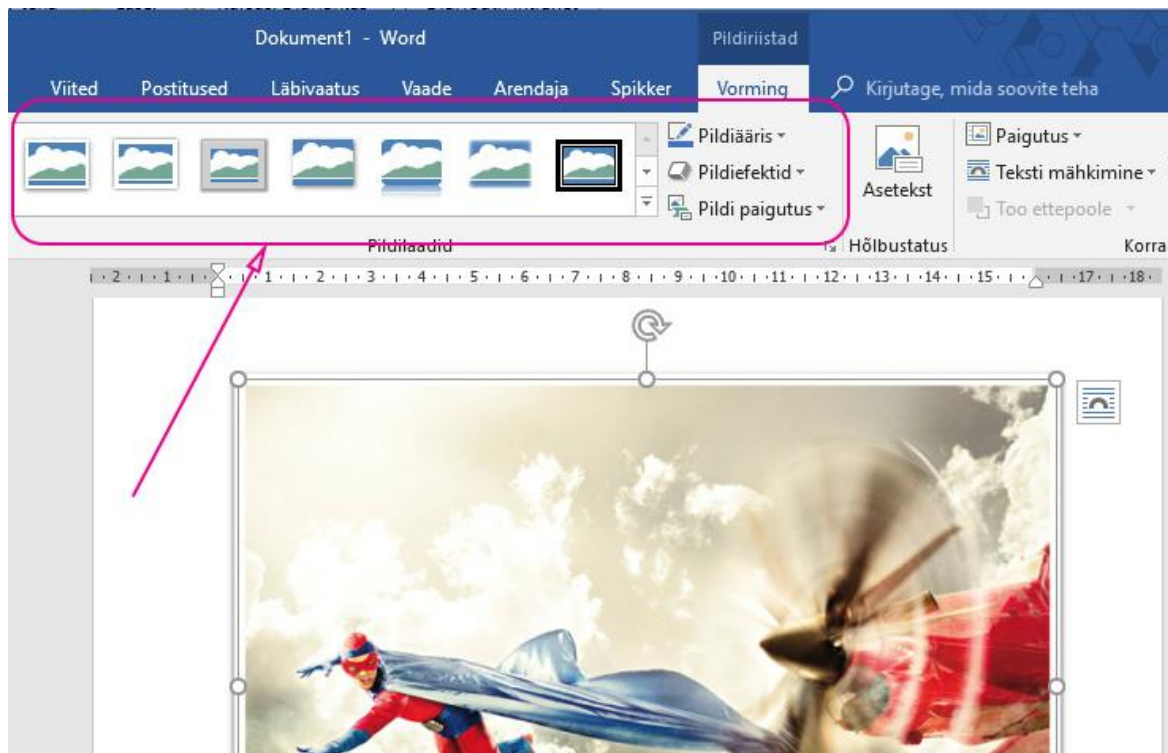 Dokument1 - Word
Pildiriistad
Viited Postitused Läbivaatus Vaade Arendaja Spikker Vorming Kirjutage, mida soovite teha
Pildiääris
Pildiefektid
Pildi paigutus
Pildilaadid
Asetekst
Hõlbustatus
Paigutus
Teksti mähkimine
Too ettepoole
Korra
2 1 1 2 3 4 5 6 7 8 9 10 11 12 13 14 15 17 18